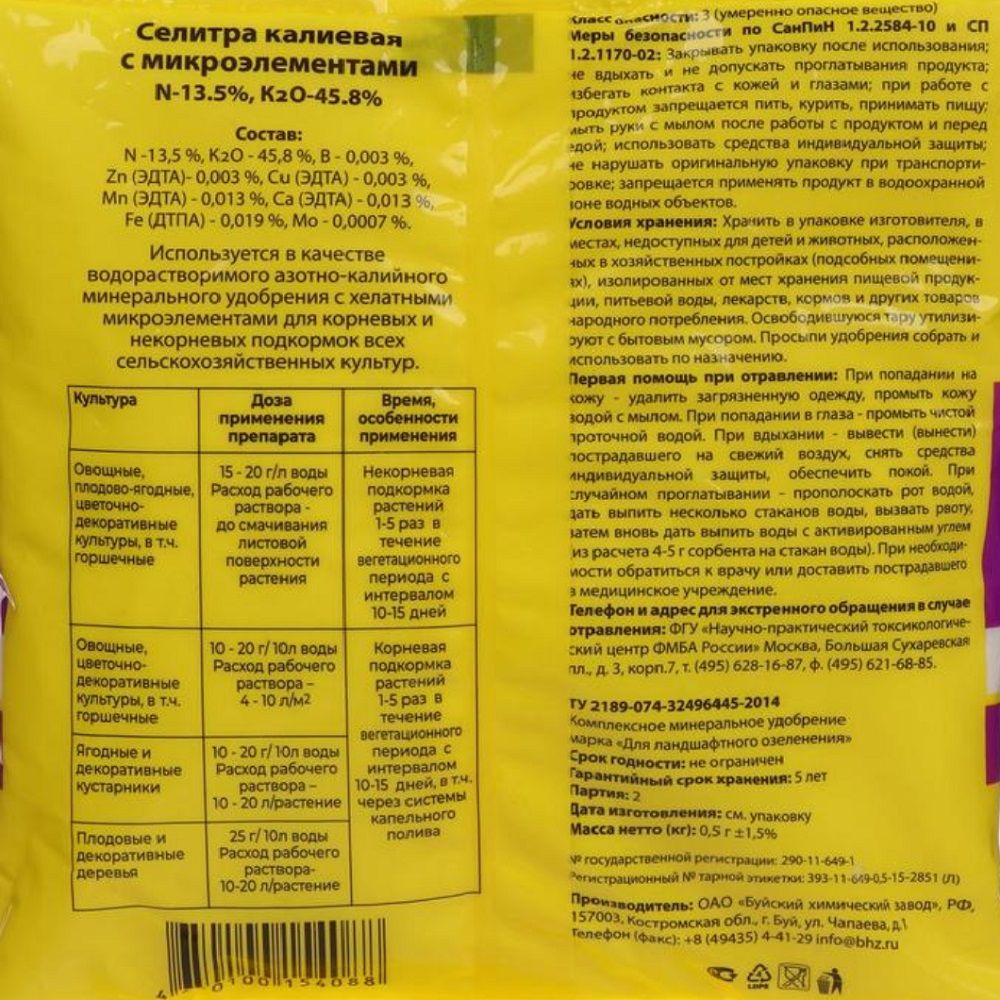 Селитра калиевая
с микроэлементами
N-13.5%, K2O-45.8%
Состав:
N -13,5 %, K2O - 45,8 %, B - 0,003 %,
Zn (ЭДТА)- 0,003 %, Cu (ЭДТА) - 0,003 %,
Mn (ЭДТА) - 0,013 %, Ca (ЭДТА) - 0,013 %,
Fe (ДТПА) - 0,019 %, Mo - 0,0007 %.
Используется в качестве
водорастворимого азотно-калийного
минерального удобрения с хелатными
микроэлементами для корневых и
некорневых подкормок всех
сельскохозяйственных культур.
Культура
Доза
применения
препарата
Время,
особенности
применения
Овощные,
плодово-ягодные,
цветочно-
декоративные
культуры, в т.ч.
горшечные
15 - 20 г/л воды
Расход рабочего
раствора -
до смачивания
листовой
поверхности
растения
Некорневая
подкормка
растений
1-5 раз в
течение
вегетационного
периода с
интервалом
10-15 дней
Овощные,
цветочно-
декоративные
культуры, в т.ч.
горшечные
10 - 20 г/ 10л воды
Расход рабочего
раствора –
4 - 10 л/м2
Корневая
подкормка
растений
1-5 раз в
течение
вегетационного
периода с
интервалом
10-15 дней, в т.ч.
через системы
капельного
полива
Ягодные и
декоративные
кустарники
10 - 20 г/ 10л воды
Расход рабочего
раствора –
10 - 20 л/растение
Плодовые и
декоративные
деревья
25 г/ 10л воды
Расход рабочего
раствора-
10-20 л/растение
4 670100 154088
Класс опасности: 3 (умеренно опасное вещество)
Меры безопасности по СанПиН 1.2.2584-10 и СП
1.2.1170-02: Закрывать упаковку после использования;
не вдыхать и не допускать проглатывания продукта;
избегать контакта с кожей и глазами; при работе с
продуктом запрещается пить, курить, принимать пищу;
мыть руки с мылом после работы с продуктом и перед
едой; использовать средства индивидуальной защиты;
не нарушать оригинальную упаковку при транспорти-
ровке; запрещается применять продукт в водоохранной
зоне водных объектов.
Условия хранения: Хранить в упаковке изготовителя, в
местах, недоступных для детей и животных, расположен-
ных в хозяйственных постройках (подсобных помещени-
ях), изолированных от мест хранения пищевой продук-
ции, питьевой воды, лекарств, кормов и других товаров
народного потребления. Освободившуюся тару утилизи-
руют с бытовым мусором. Просыпи удобрения собрать и
использовать по назначению.
Первая помощь при отравлении: При попадании на
кожу - удалить загрязненную одежду, промыть кожу
водой с мылом. При попадании в глаза - промыть чистой
проточной водой. При вдыхании - вывести (вынести)
пострадавшего на свежий воздух, снять средства
индивидуальной защиты, обеспечить покой. При
случайном проглатывании – прополоскать рот водой,
дать выпить несколько стаканов воды, вызвать рвоту,
затем вновь дать выпить воды с активированным углем
(из расчета 4-5 г сорбента на стакан воды). При необходи-
мости обратиться к врачу или доставить пострадавшего
в медицинское учреждение.
Телефон и адрес для экстренного обращения в случае
отравления: ФГУ «Научно-практический токсикологиче-
ский центр ФМБА России» Москва, Большая Сухаревская
пл., д. 3, корп.7, т. (495) 628-16-87, ф. (495) 621-68-85.
ТУ 2189-074-32496445-2014
Комплексное минеральное удобрение
марка «Для ландшафтного озеленения»
Срок годности: не ограничен
Гарантийный срок хранения: 5 лет
Партия: 2
Дата изготовления: см. упаковку
Масса нетто (кг): 0,5 г ±1,5%
№ государственной регистрации: 290-11-649-1
Регистрационный № тарной этикетки: 393-11-649-0,5-15-2851 (Л)
Производитель: ОАО «Буйский химический завод», РФ,
157003, Костромская обл., г. Буй, ул. Чапаева, д.1
Телефон (факс): +8 (49435) 4-41-29 info@bhz.ru
LDPE